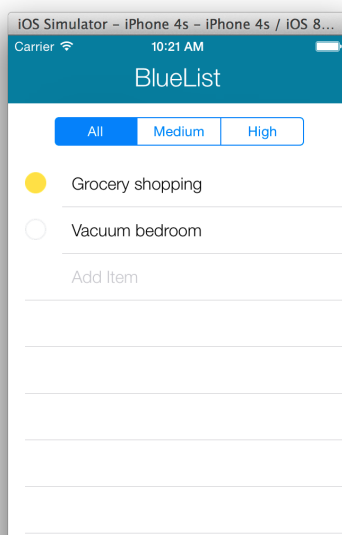 iOS Simulator – iPhone 4s – iPhone 4s / iOS 8...
Carrier 10:21 AM
BlueList
All Medium High
Grocery shopping
Vacuum bedroom
Add Item